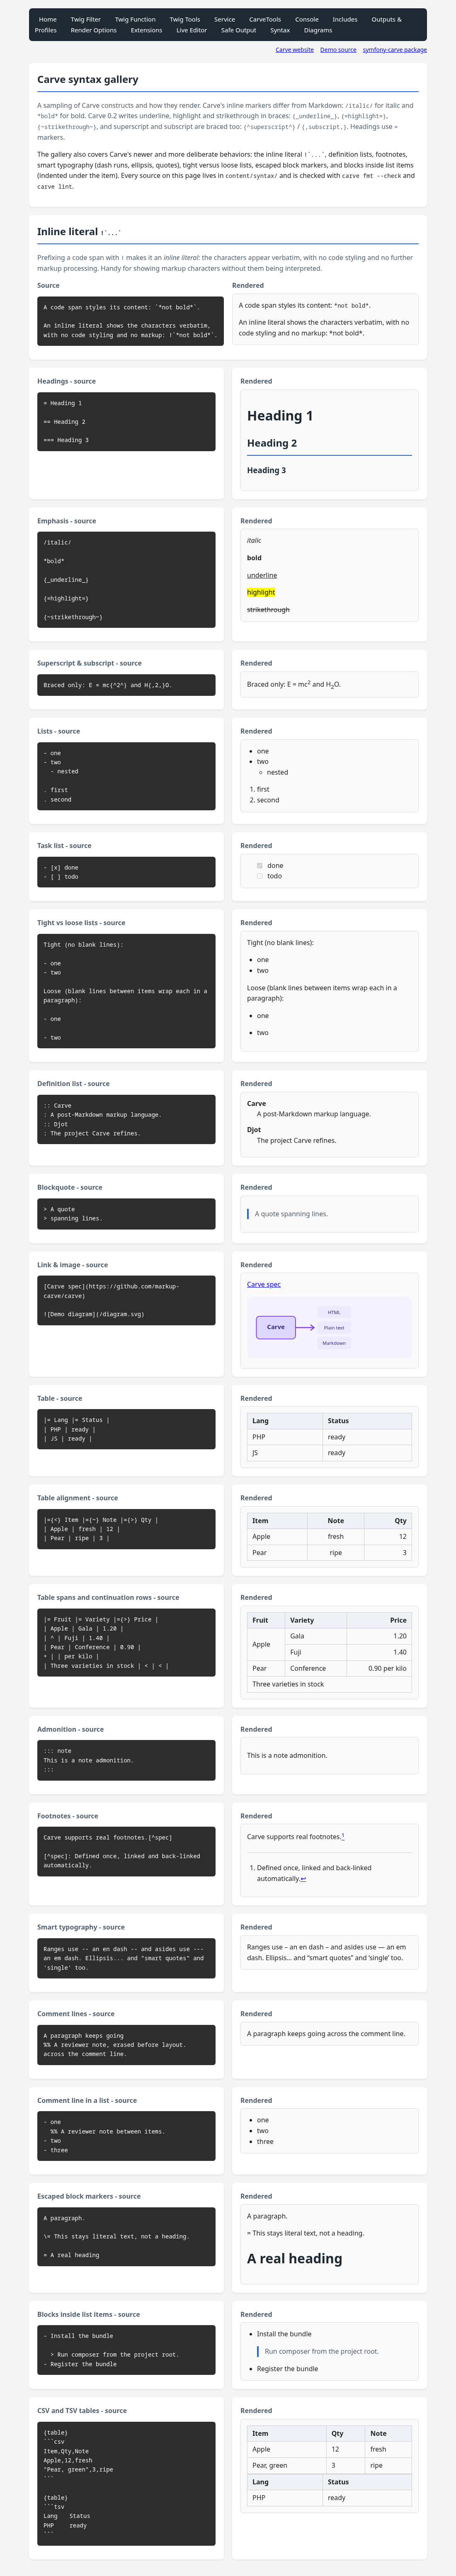 Home Twig Filter Twig Function Twig Tools Service CarveTools Console Includes Outputs &
Profiles Render Options Extensions Live Editor Safe Output Syntax Diagrams
Carve website Demo source symfony-carve package
Carve syntax gallery
A sampling of Carve constructs and how they render. Carve's inline markers differ from Markdown: /italic/ for italic and
*bold* for bold. Carve 0.2 writes underline, highlight and strikethrough in braces: {_underline_}, {=highlight=},
{~strikethrough~}, and superscript and subscript are braced too: {^superscript^} / {,subscript,}. Headings use =
markers.
The gallery also covers Carve's newer and more deliberate behaviors: the inline literal !`...`, definition lists, footnotes,
smart typography (dash runs, ellipsis, quotes), tight versus loose lists, escaped block markers, and blocks inside list items
(indented under the item). Every source on this page lives in content/syntax/ and is checked with carve fmt --check and
carve lint.
Inline literal !`...`
Prefixing a code span with ! makes it an inline literal: the characters appear verbatim, with no code styling and no further
markup processing. Handy for showing markup characters without them being interpreted.
Source
A code span styles its content: `*not bold*`.
An inline literal shows the characters verbatim,
with no code styling and no markup: !`*not bold*`.
Rendered
A code span styles its content: *not bold*.
An inline literal shows the characters verbatim, with no
code styling and no markup: *not bold*.
Headings - source
= Heading 1
== Heading 2
=== Heading 3
Rendered
Heading 1
Heading 2
Heading 3
Emphasis - source
/italic/
*bold*
{_underline_}
{=highlight=}
{~strikethrough~}
Rendered
italic
bold
underline
highlight
strikethrough
Superscript & subscript - source
Braced only: E = mc{^2^} and H{,2,}O.
Rendered
Braced only: E = mc2 and H2O.
Lists - source
- one
- two
- nested
. first
. second
Rendered
• one
• two
◦ nested
1. first
2. second
Task list - source
- [x] done
- [ ] todo
Rendered
done
todo
Tight vs loose lists - source
Tight (no blank lines):
- one
- two
Loose (blank lines between items wrap each in a
paragraph):
- one
- two
Rendered
Tight (no blank lines):
• one
• two
Loose (blank lines between items wrap each in a
paragraph):
• one
• two
Definition list - source
:: Carve
: A post-Markdown markup language.
:: Djot
: The project Carve refines.
Rendered
Carve
A post-Markdown markup language.
Djot
The project Carve refines.
Blockquote - source
> A quote
> spanning lines.
Rendered
A quote spanning lines.
Link & image - source
[Carve spec](https://github.com/markup-
carve/carve)
![Demo diagram](/diagram.svg)
Rendered
Carve spec
Carve
HTML
Plain text
Markdown
Table - source
|= Lang |= Status |
| PHP | ready |
| JS | ready |
Rendered
Lang Status
PHP ready
JS ready
Table alignment - source
|={<} Item |={~} Note |={>} Qty |
| Apple | fresh | 12 |
| Pear | ripe | 3 |
Rendered
Item Note Qty
Apple fresh 12
Pear ripe 3
Table spans and continuation rows - source
|= Fruit |= Variety |={>} Price |
| Apple | Gala | 1.20 |
| ^ | Fuji | 1.40 |
| Pear | Conference | 0.90 |
+ | | per kilo |
| Three varieties in stock | < | < |
Rendered
Fruit Variety Price
Apple Gala 1.20
Fuji 1.40
Pear Conference 0.90 per kilo
Three varieties in stock
Admonition - source
::: note
This is a note admonition.
:::
Rendered
This is a note admonition.
Footnotes - source
Carve supports real footnotes.[^spec]
[^spec]: Defined once, linked and back-linked
automatically.
Rendered
Carve supports real footnotes.1
1. Defined once, linked and back-linked
automatically.↩
Smart typography - source
Ranges use -- an en dash -- and asides use ---
an em dash. Ellipsis... and "smart quotes" and
'single' too.
Rendered
Ranges use – an en dash – and asides use — an em
dash. Ellipsis… and “smart quotes” and ‘single’ too.
Comment lines - source
A paragraph keeps going
%% A reviewer note, erased before layout.
across the comment line.
Rendered
A paragraph keeps going across the comment line.
Comment line in a list - source
- one
%% A reviewer note between items.
- two
- three
Rendered
• one
• two
• three
Escaped block markers - source
A paragraph.
\= This stays literal text, not a heading.
= A real heading
Rendered
A paragraph.
= This stays literal text, not a heading.
A real heading
Blocks inside list items - source
- Install the bundle
> Run composer from the project root.
- Register the bundle
Rendered
• Install the bundle
Run composer from the project root.
• Register the bundle
CSV and TSV tables - source
{table}
```csv
Item,Qty,Note
Apple,12,fresh
"Pear, green",3,ripe
```
{table}
```tsv
Lang Status
PHP ready
```
Rendered
Item Qty Note
Apple 12 fresh
Pear, green 3 ripe
Lang Status
PHP ready